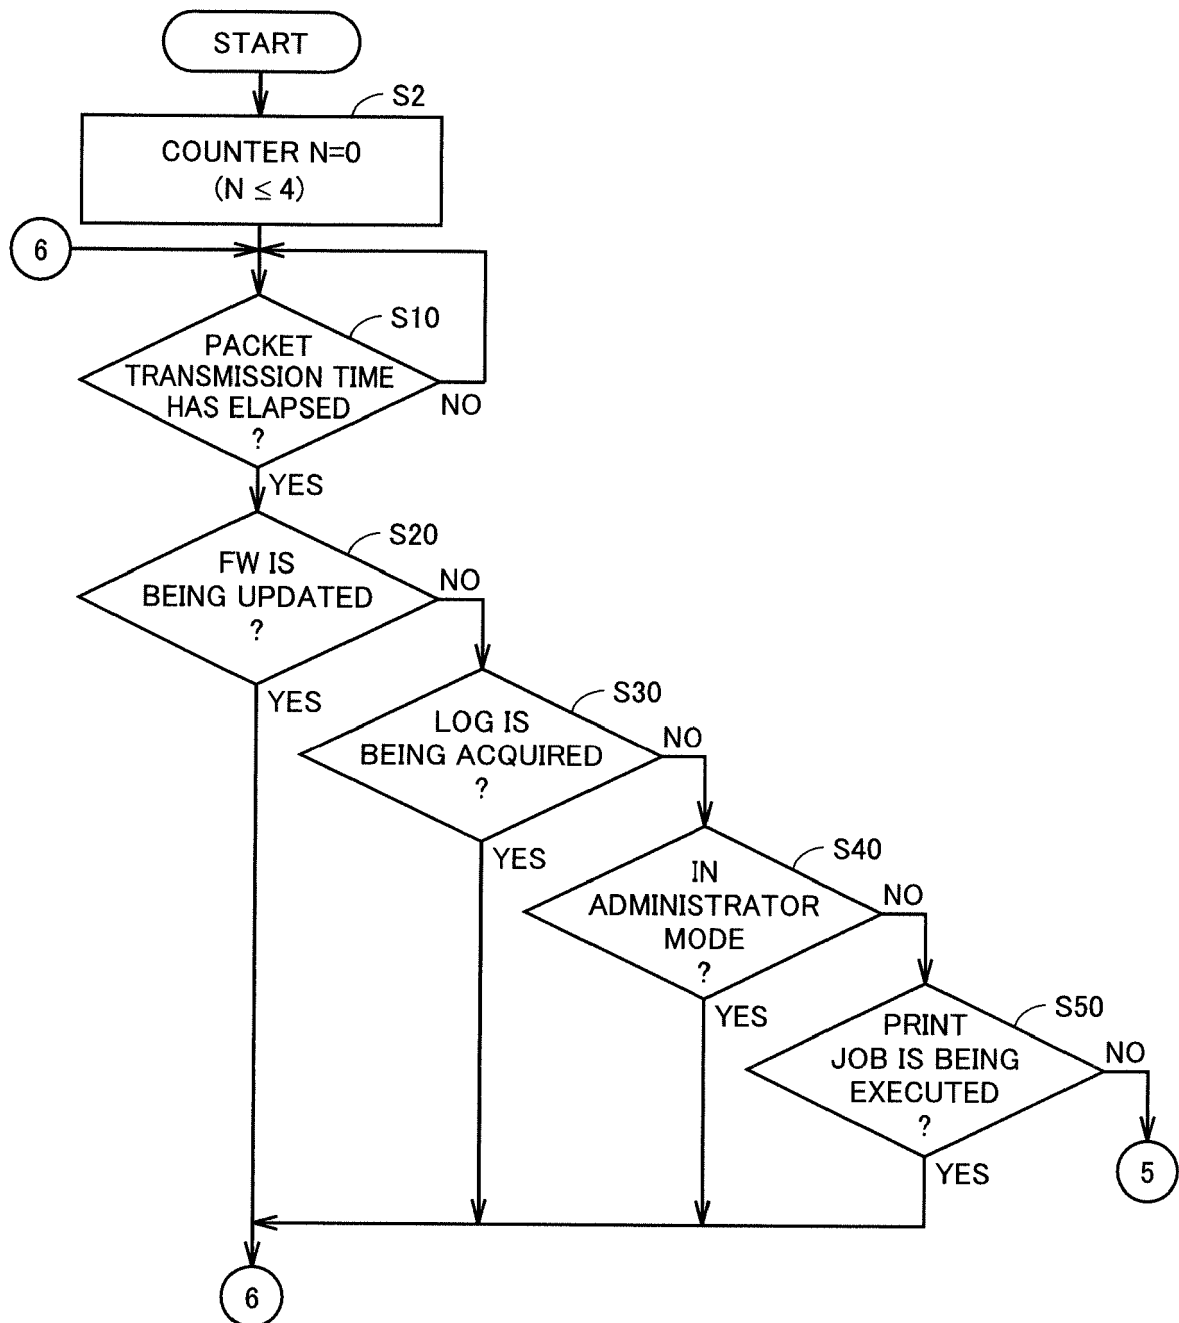 START
S2
COUNTER N=0
(N ≤ 4)
6
S10
PACKET
TRANSMISSION TIME
HAS ELAPSED
?
NO
YES
S20
FW IS
BEING UPDATED
?
NO
YES
S30
LOG IS
BEING ACQUIRED
?
NO
YES
S40
IN
ADMINISTRATOR
MODE
?
NO
YES
S50
PRINT
JOB IS BEING
EXECUTED
?
NO
YES
5
6